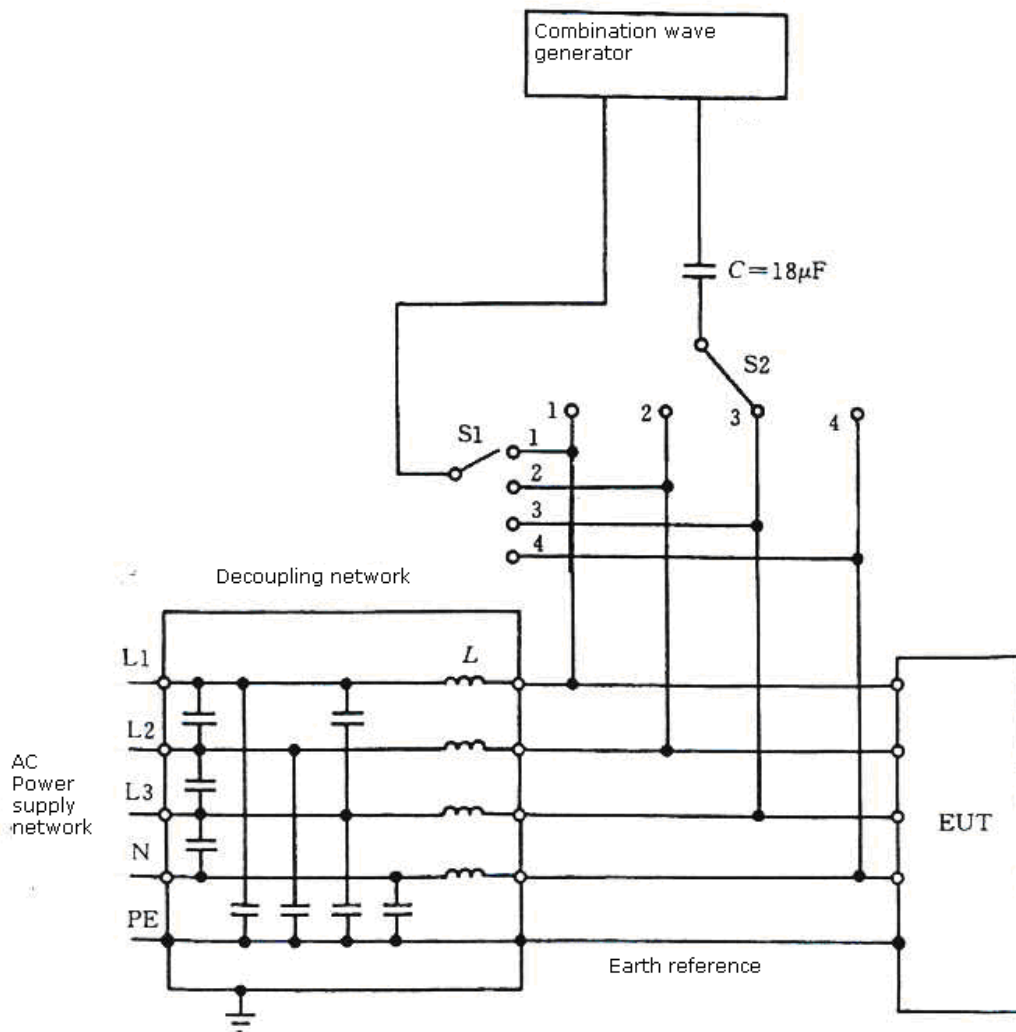 Combination wave
generator
C=18μF
S2
1
2
3
4
S1
1
2
3
4
Decoupling network
L1
L
L2
AC
Power
supply
network
L3
EUT
N
PE
Earth reference